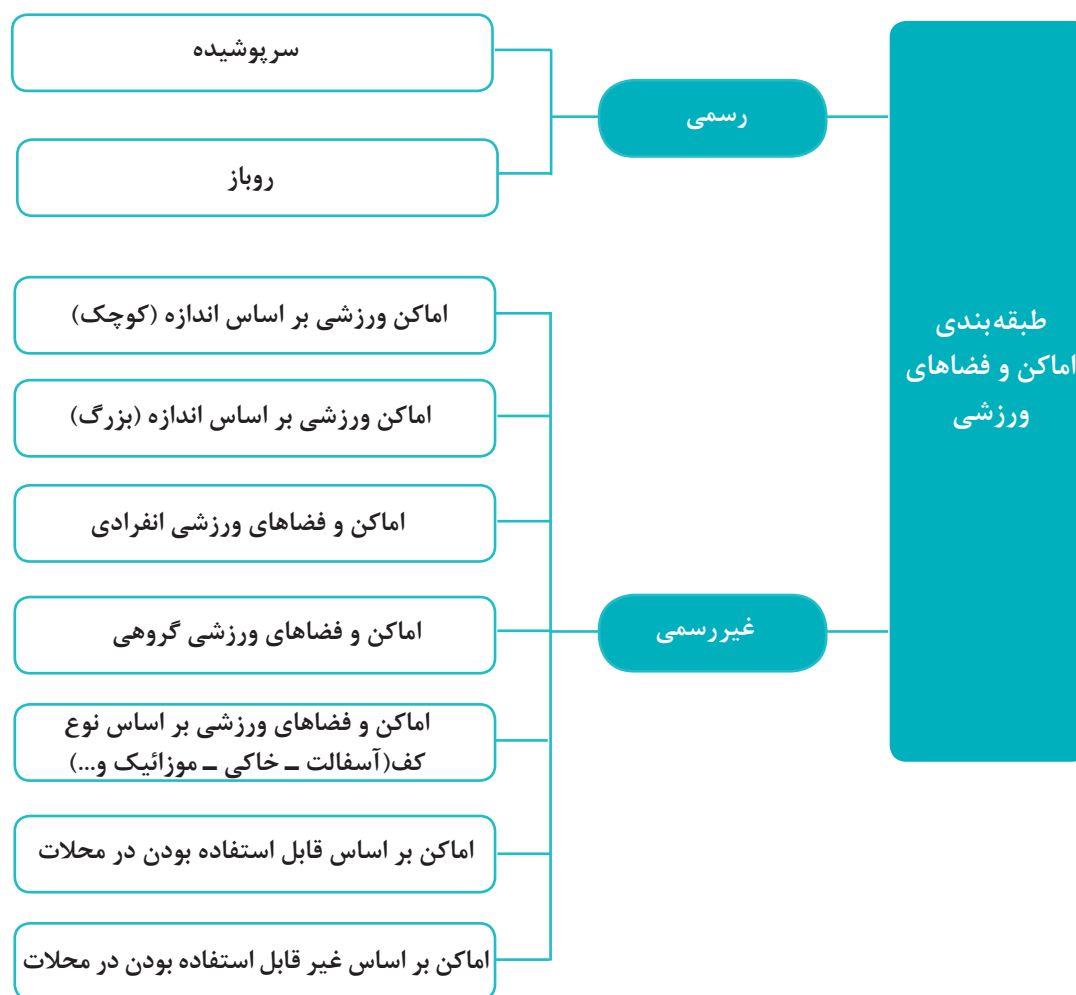 طبقه‌بندی
اماکن و فضاهای
ورزشی
رسمی
سرپوشیده
روباز
غیررسمی
اماکن ورزشی بر اساس اندازه (کوچک)
اماکن ورزشی بر اساس اندازه (بزرگ)
اماکن و فضاهای ورزشی انفرادی
اماکن و فضاهای ورزشی گروهی
اماکن و فضاهای ورزشی بر اساس نوع
کف(آسفالت ـ خاکی ـ موزائیک و...)
اماکن بر اساس قابل استفاده بودن در محلات
اماکن بر اساس غیر قابل استفاده بودن در محلات